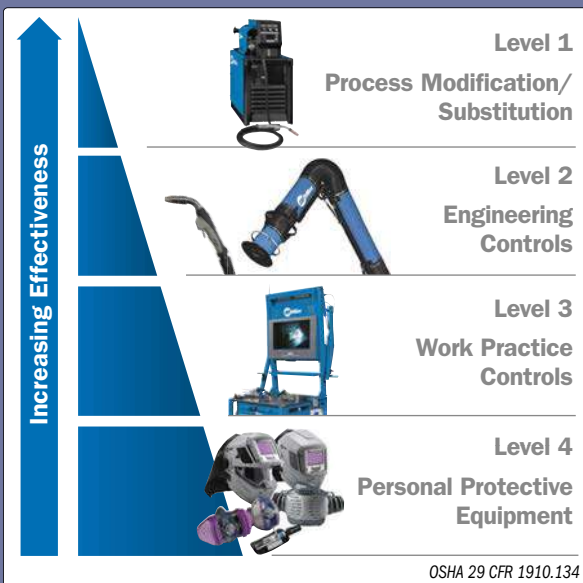 Increasing Effectiveness
Level 1
Process Modification/
Substitution
Level 2
Engineering
Controls
Level 3
Work Practice
Controls
Level 4
Personal Protective
Equipment
OSHA 29 CFR 1910.134